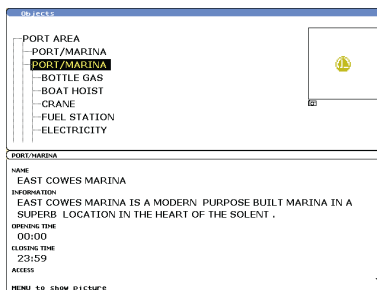 Objects
PORT AREA
PORT/MARINA
PORT/MARINA
BOTTLE GAS
BOAT HOIST
CRANE
FUEL STATION
ELECTRICITY
PORT/MARINA
NAME
EAST COWES MARINA
INFORMATION
EAST COWES MARINA IS A MODERN PURPOSE BUILT MARINA IN A
SUPERB LOCATION IN THE HEART OF THE SOLENT .
OPENING TIME
00:00
CLOSING TIME
23:59
ACCESS
MENU to show picture